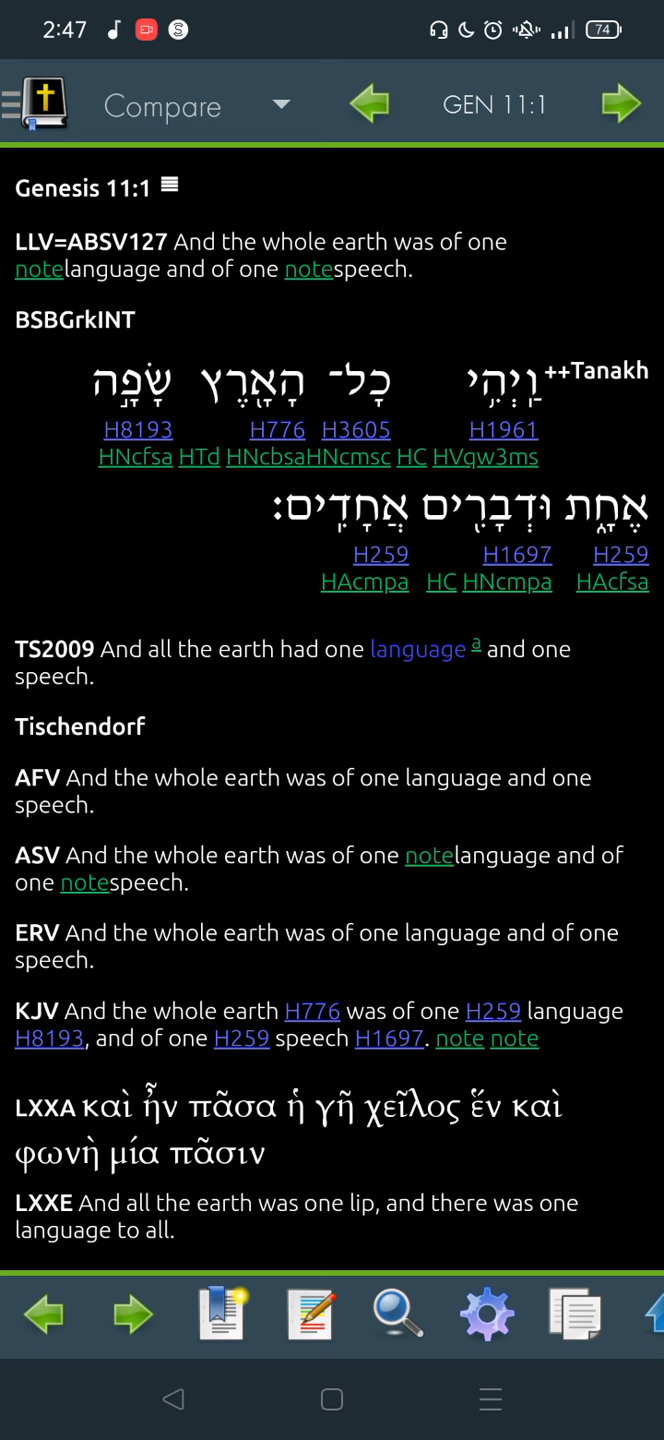 2:47
74
Compare
GEN 11:1
Genesis 11:1
LLV=ABSV127 And the whole earth was of one
notelanguage and of one notespeech.
BSBGrkINT
++Tanakh וַֽיְהִ֥י כָל־ הָאָ֖רֶץ שָׂפָ֣ה
H8193 H776 H3605 H1961
HNcfsa HTd HNcbsaHNcmsc HC HVqw3ms
אֶחָ֑ת וּדְבָרִ֖ים אֲחָדִֽים׃
H259 H1697 H259
HAcmpa HC HNcmpa HAcfsa
TS2009 And all the earth had one language a and one
speech.
Tischendorf
AFV And the whole earth was of one language and one
speech.
ASV And the whole earth was of one notelanguage and of
one notespeech.
ERV And the whole earth was of one language and of one
speech.
KJV And the whole earth H776 was of one H259 language
H8193, and of one H259 speech H1697. note note
LXXA καὶ ἦν πᾶσα ἡ γῆ χεῖλος ἕν καὶ
φωνὴ μία πᾶσιν
LXXE And all the earth was one lip, and there was one
language to all.